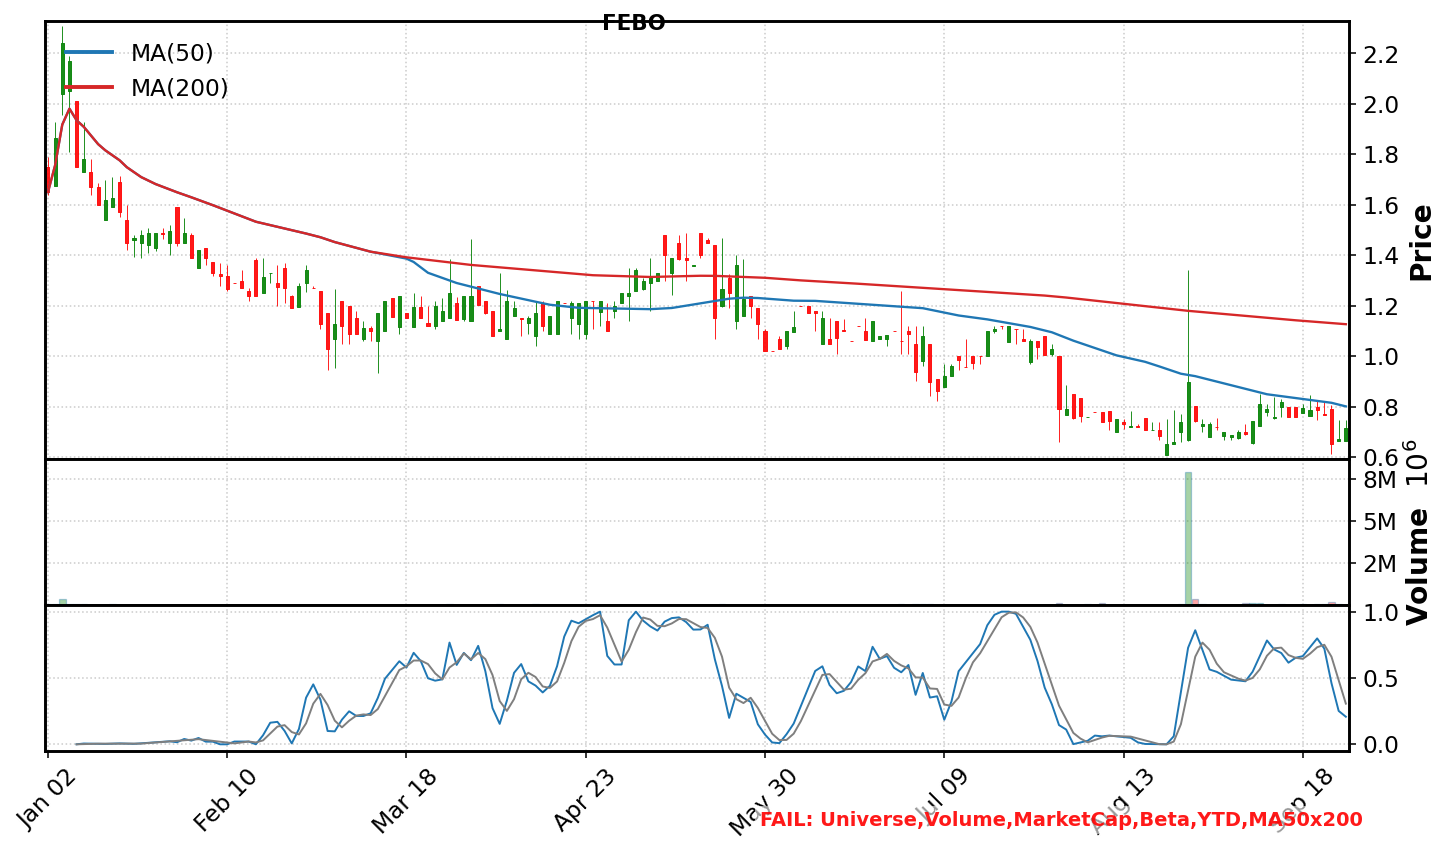 FEBO
MA(50)
MA(200)
2.2
2.0
1.8
1.6
1.4
1.2
1.0
0.8
0.6
Price
10⁶
8M
5M
2M
Volume
1.0
0.5
0.0
Jan 02
Feb 10
Mar 18
Apr 23
May 30
Jul 09
Aug 13
Sep 18
FAIL: Universe,Volume,MarketCap,Beta,YTD,MA50x200